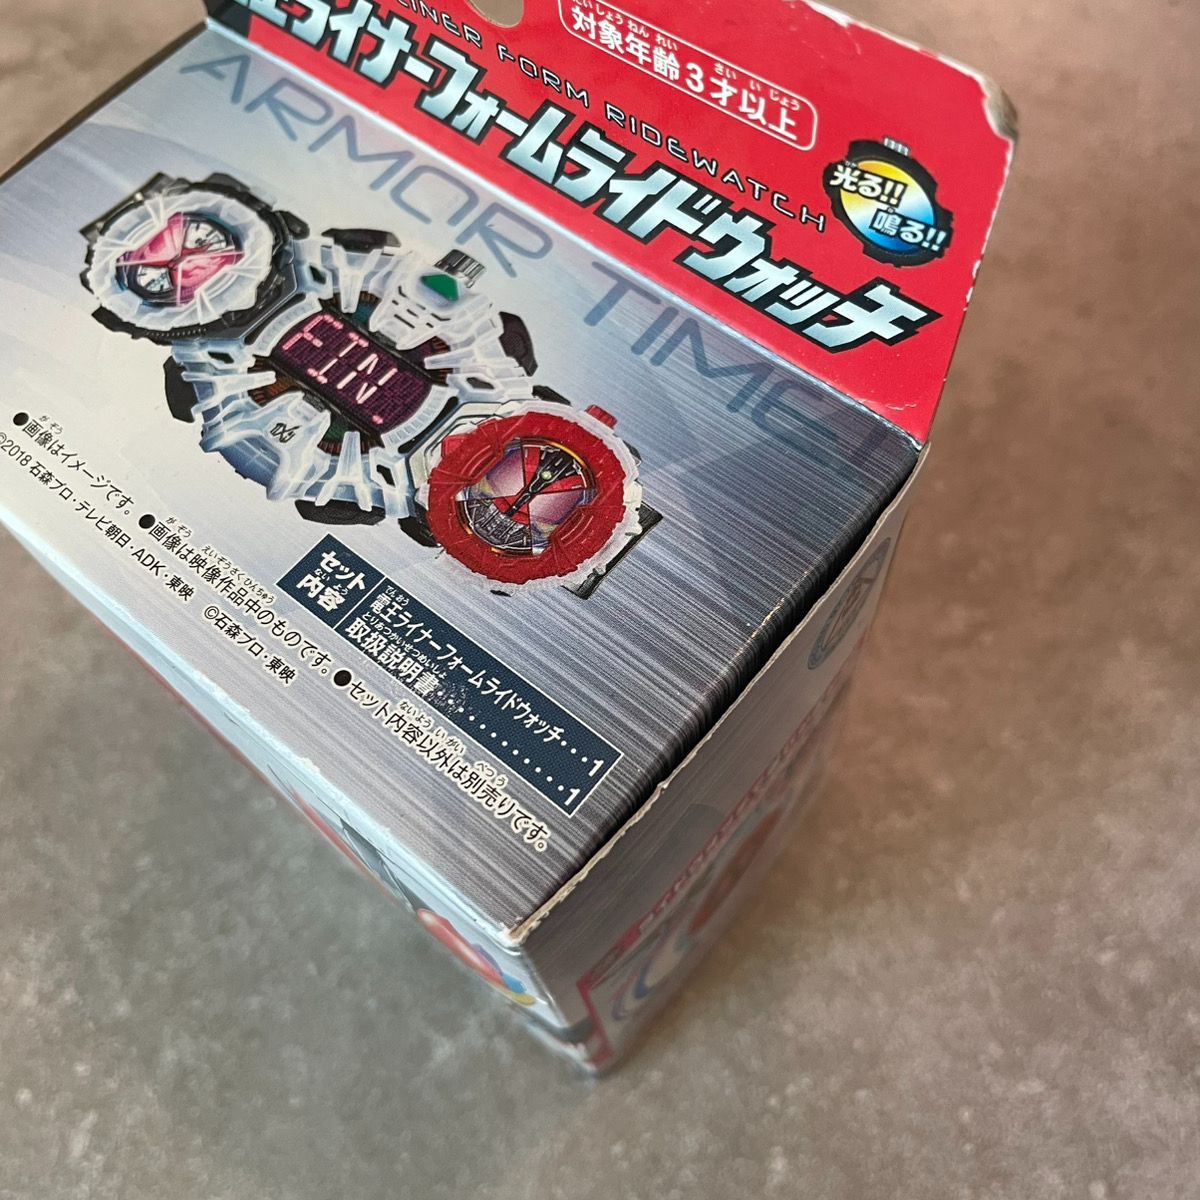 対象年齢3才以上
LINER FORM RIDEWATCH
王ライナーフォームライドウォッチ
光る!!
鳴る!!
ARMOR TIME!
FIN.
●画像はイメージです。 ●画像は映像作品中のものです。 ●セット内容以外は別売りです。
©2018 石森プロ・テレビ朝日・ADK・東映 ©石森プロ・東映
セット内容
電王ライナーフォームライドウォッチ…1
取扱説明書………1